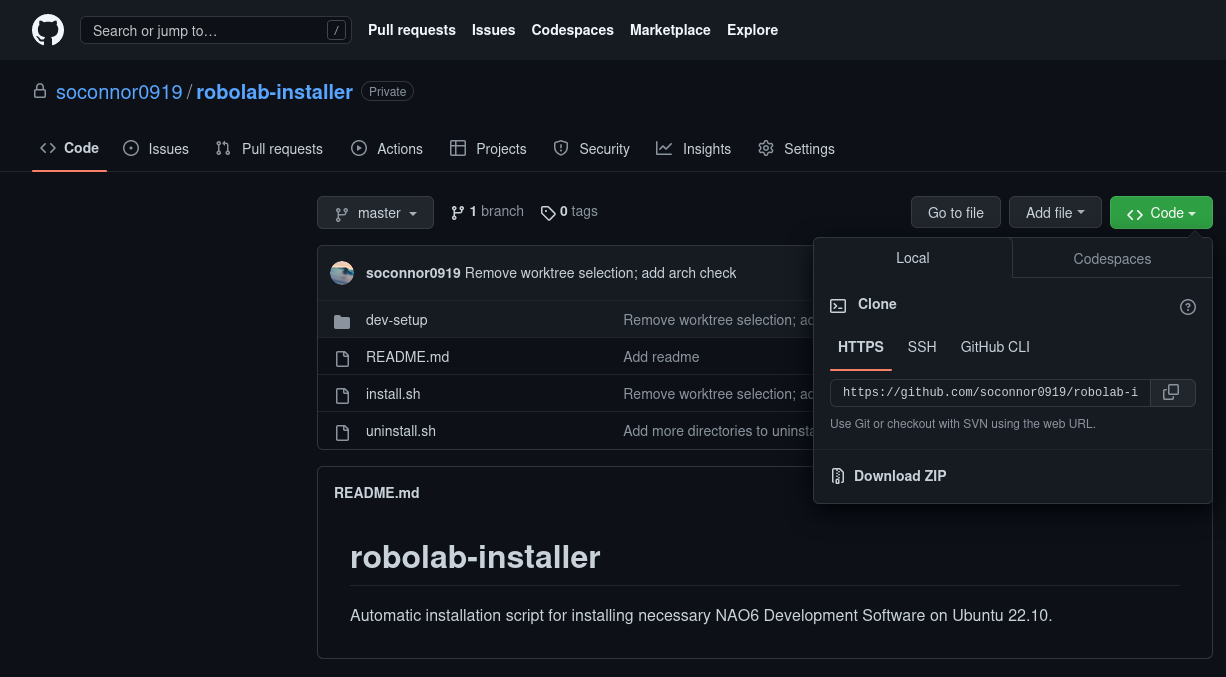 Search or jump to… / Pull requests Issues Codespaces Marketplace Explore
soconnor0919 / robolab-installer Private
Code Issues Pull requests Actions Projects Security Insights Settings
master 1 branch 0 tags Go to file Add file Code
soconnor0919 Remove worktree selection; add arch check
dev-setup Remove worktree selection;
README.md Add readme
install.sh Remove worktree selection;
uninstall.sh Add more directories to
Local Codespaces
Clone
HTTPS SSH GitHub CLI
https://github.com/soconnor0919/robolab-i
Use Git or checkout with SVN using the web URL.
Download ZIP
README.md
robolab-installer
Automatic installation script for installing necessary NAO6 Development Software on Ubuntu 22.10.